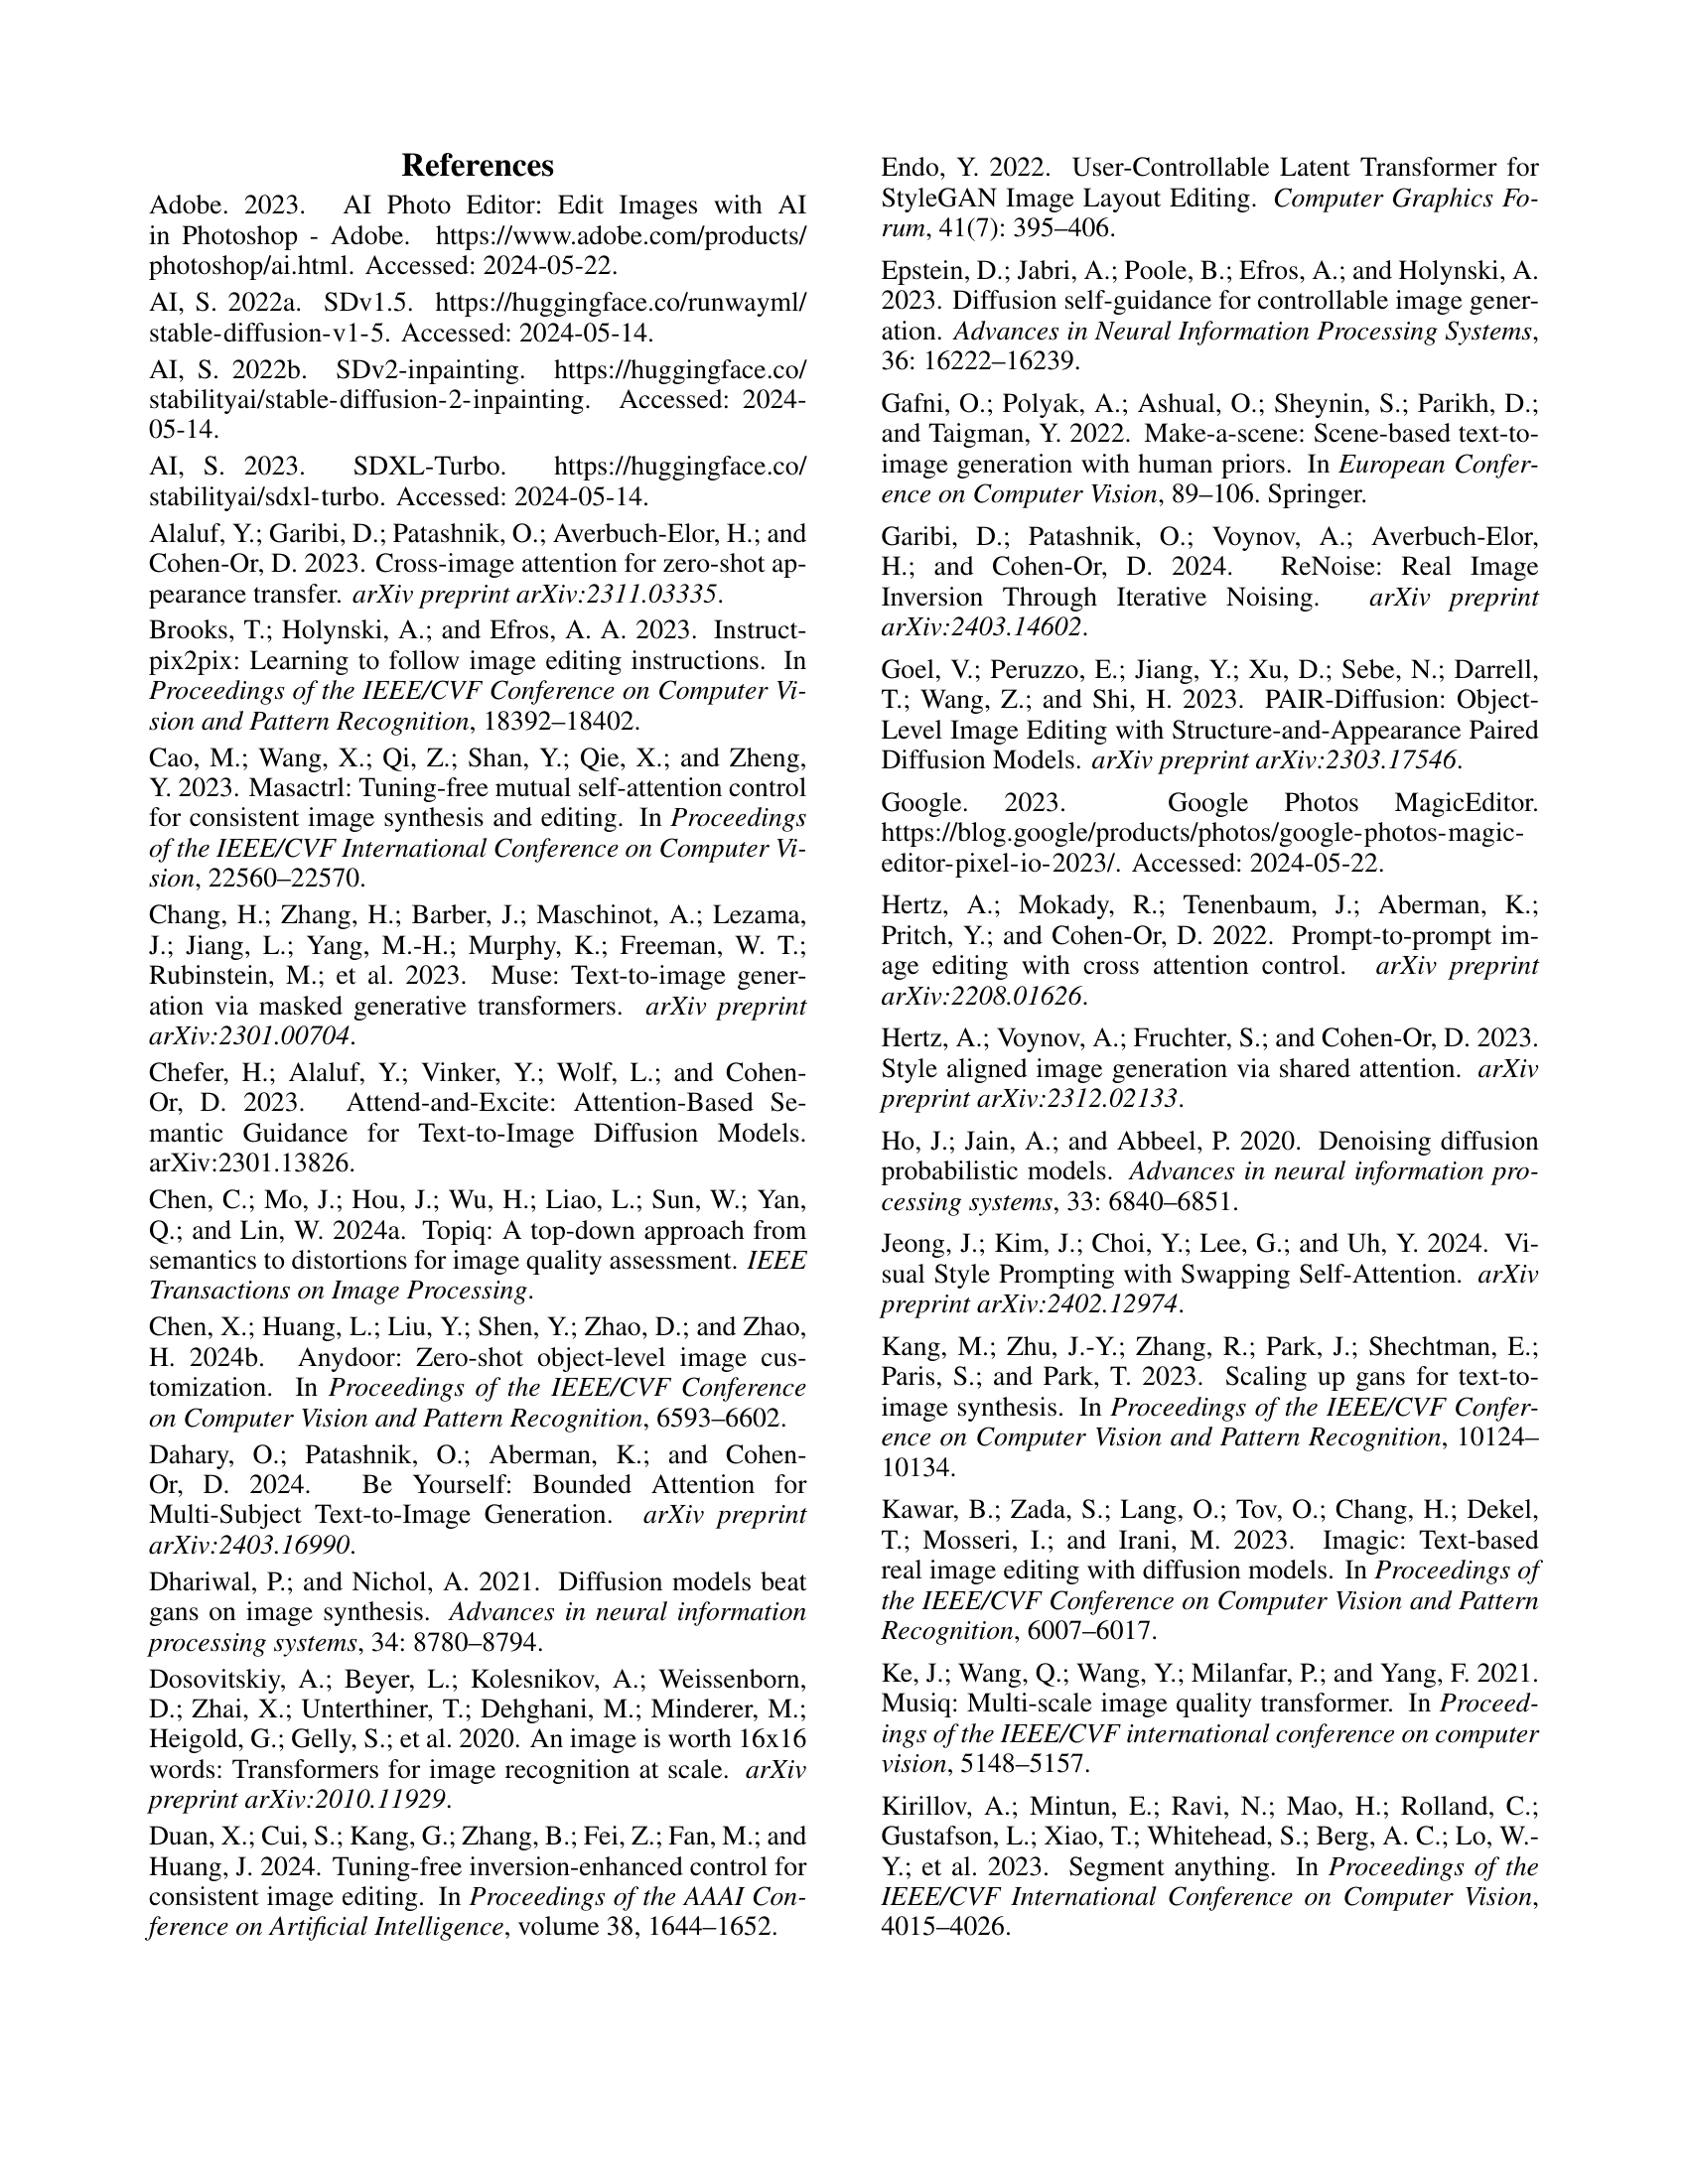 References
Adobe. 2023. AI Photo Editor: Edit Images with AI
in Photoshop - Adobe. https://www.adobe.com/products/
photoshop/ai.html. Accessed: 2024-05-22.
AI, S. 2022a. SDv1.5. https://huggingface.co/runwayml/
stable-diffusion-v1-5. Accessed: 2024-05-14.
AI, S. 2022b. SDv2-inpainting. https://huggingface.co/
stabilityai/stable-diffusion-2-inpainting. Accessed: 2024-
05-14.
AI, S. 2023. SDXL-Turbo. https://huggingface.co/
stabilityai/sdxl-turbo. Accessed: 2024-05-14.
Alaluf, Y.; Garibi, D.; Patashnik, O.; Averbuch-Elor, H.; and
Cohen-Or, D. 2023. Cross-image attention for zero-shot ap-
pearance transfer. arXiv preprint arXiv:2311.03335.
Brooks, T.; Holynski, A.; and Efros, A. A. 2023. Instruct-
pix2pix: Learning to follow image editing instructions. In
Proceedings of the IEEE/CVF Conference on Computer Vi-
sion and Pattern Recognition, 18392–18402.
Cao, M.; Wang, X.; Qi, Z.; Shan, Y.; Qie, X.; and Zheng,
Y. 2023. Masactrl: Tuning-free mutual self-attention control
for consistent image synthesis and editing. In Proceedings
of the IEEE/CVF International Conference on Computer Vi-
sion, 22560–22570.
Chang, H.; Zhang, H.; Barber, J.; Maschinot, A.; Lezama,
J.; Jiang, L.; Yang, M.-H.; Murphy, K.; Freeman, W. T.;
Rubinstein, M.; et al. 2023. Muse: Text-to-image gener-
ation via masked generative transformers. arXiv preprint
arXiv:2301.00704.
Chefer, H.; Alaluf, Y.; Vinker, Y.; Wolf, L.; and Cohen-
Or, D. 2023. Attend-and-Excite: Attention-Based Se-
mantic Guidance for Text-to-Image Diffusion Models.
arXiv:2301.13826.
Chen, C.; Mo, J.; Hou, J.; Wu, H.; Liao, L.; Sun, W.; Yan,
Q.; and Lin, W. 2024a. Topiq: A top-down approach from
semantics to distortions for image quality assessment. IEEE
Transactions on Image Processing.
Chen, X.; Huang, L.; Liu, Y.; Shen, Y.; Zhao, D.; and Zhao,
H. 2024b. Anydoor: Zero-shot object-level image cus-
tomization. In Proceedings of the IEEE/CVF Conference
on Computer Vision and Pattern Recognition, 6593–6602.
Dahary, O.; Patashnik, O.; Aberman, K.; and Cohen-
Or, D. 2024. Be Yourself: Bounded Attention for
Multi-Subject Text-to-Image Generation. arXiv preprint
arXiv:2403.16990.
Dhariwal, P.; and Nichol, A. 2021. Diffusion models beat
gans on image synthesis. Advances in neural information
processing systems, 34: 8780–8794.
Dosovitskiy, A.; Beyer, L.; Kolesnikov, A.; Weissenborn,
D.; Zhai, X.; Unterthiner, T.; Dehghani, M.; Minderer, M.;
Heigold, G.; Gelly, S.; et al. 2020. An image is worth 16x16
words: Transformers for image recognition at scale. arXiv
preprint arXiv:2010.11929.
Duan, X.; Cui, S.; Kang, G.; Zhang, B.; Fei, Z.; Fan, M.; and
Huang, J. 2024. Tuning-free inversion-enhanced control for
consistent image editing. In Proceedings of the AAAI Con-
ference on Artificial Intelligence, volume 38, 1644–1652.
Endo, Y. 2022. User-Controllable Latent Transformer for
StyleGAN Image Layout Editing. Computer Graphics Fo-
rum, 41(7): 395–406.
Epstein, D.; Jabri, A.; Poole, B.; Efros, A.; and Holynski, A.
2023. Diffusion self-guidance for controllable image gener-
ation. Advances in Neural Information Processing Systems,
36: 16222–16239.
Gafni, O.; Polyak, A.; Ashual, O.; Sheynin, S.; Parikh, D.;
and Taigman, Y. 2022. Make-a-scene: Scene-based text-to-
image generation with human priors. In European Confer-
ence on Computer Vision, 89–106. Springer.
Garibi, D.; Patashnik, O.; Voynov, A.; Averbuch-Elor,
H.; and Cohen-Or, D. 2024. ReNoise: Real Image
Inversion Through Iterative Noising. arXiv preprint
arXiv:2403.14602.
Goel, V.; Peruzzo, E.; Jiang, Y.; Xu, D.; Sebe, N.; Darrell,
T.; Wang, Z.; and Shi, H. 2023. PAIR-Diffusion: Object-
Level Image Editing with Structure-and-Appearance Paired
Diffusion Models. arXiv preprint arXiv:2303.17546.
Google. 2023. Google Photos MagicEditor.
https://blog.google/products/photos/google-photos-magic-
editor-pixel-io-2023/. Accessed: 2024-05-22.
Hertz, A.; Mokady, R.; Tenenbaum, J.; Aberman, K.;
Pritch, Y.; and Cohen-Or, D. 2022. Prompt-to-prompt im-
age editing with cross attention control. arXiv preprint
arXiv:2208.01626.
Hertz, A.; Voynov, A.; Fruchter, S.; and Cohen-Or, D. 2023.
Style aligned image generation via shared attention. arXiv
preprint arXiv:2312.02133.
Ho, J.; Jain, A.; and Abbeel, P. 2020. Denoising diffusion
probabilistic models. Advances in neural information pro-
cessing systems, 33: 6840–6851.
Jeong, J.; Kim, J.; Choi, Y.; Lee, G.; and Uh, Y. 2024. Vi-
sual Style Prompting with Swapping Self-Attention. arXiv
preprint arXiv:2402.12974.
Kang, M.; Zhu, J.-Y.; Zhang, R.; Park, J.; Shechtman, E.;
Paris, S.; and Park, T. 2023. Scaling up gans for text-to-
image synthesis. In Proceedings of the IEEE/CVF Confer-
ence on Computer Vision and Pattern Recognition, 10124–
10134.
Kawar, B.; Zada, S.; Lang, O.; Tov, O.; Chang, H.; Dekel,
T.; Mosseri, I.; and Irani, M. 2023. Imagic: Text-based
real image editing with diffusion models. In Proceedings of
the IEEE/CVF Conference on Computer Vision and Pattern
Recognition, 6007–6017.
Ke, J.; Wang, Q.; Wang, Y.; Milanfar, P.; and Yang, F. 2021.
Musiq: Multi-scale image quality transformer. In Proceed-
ings of the IEEE/CVF international conference on computer
vision, 5148–5157.
Kirillov, A.; Mintun, E.; Ravi, N.; Mao, H.; Rolland, C.;
Gustafson, L.; Xiao, T.; Whitehead, S.; Berg, A. C.; Lo, W.-
Y.; et al. 2023. Segment anything. In Proceedings of the
IEEE/CVF International Conference on Computer Vision,
4015–4026.